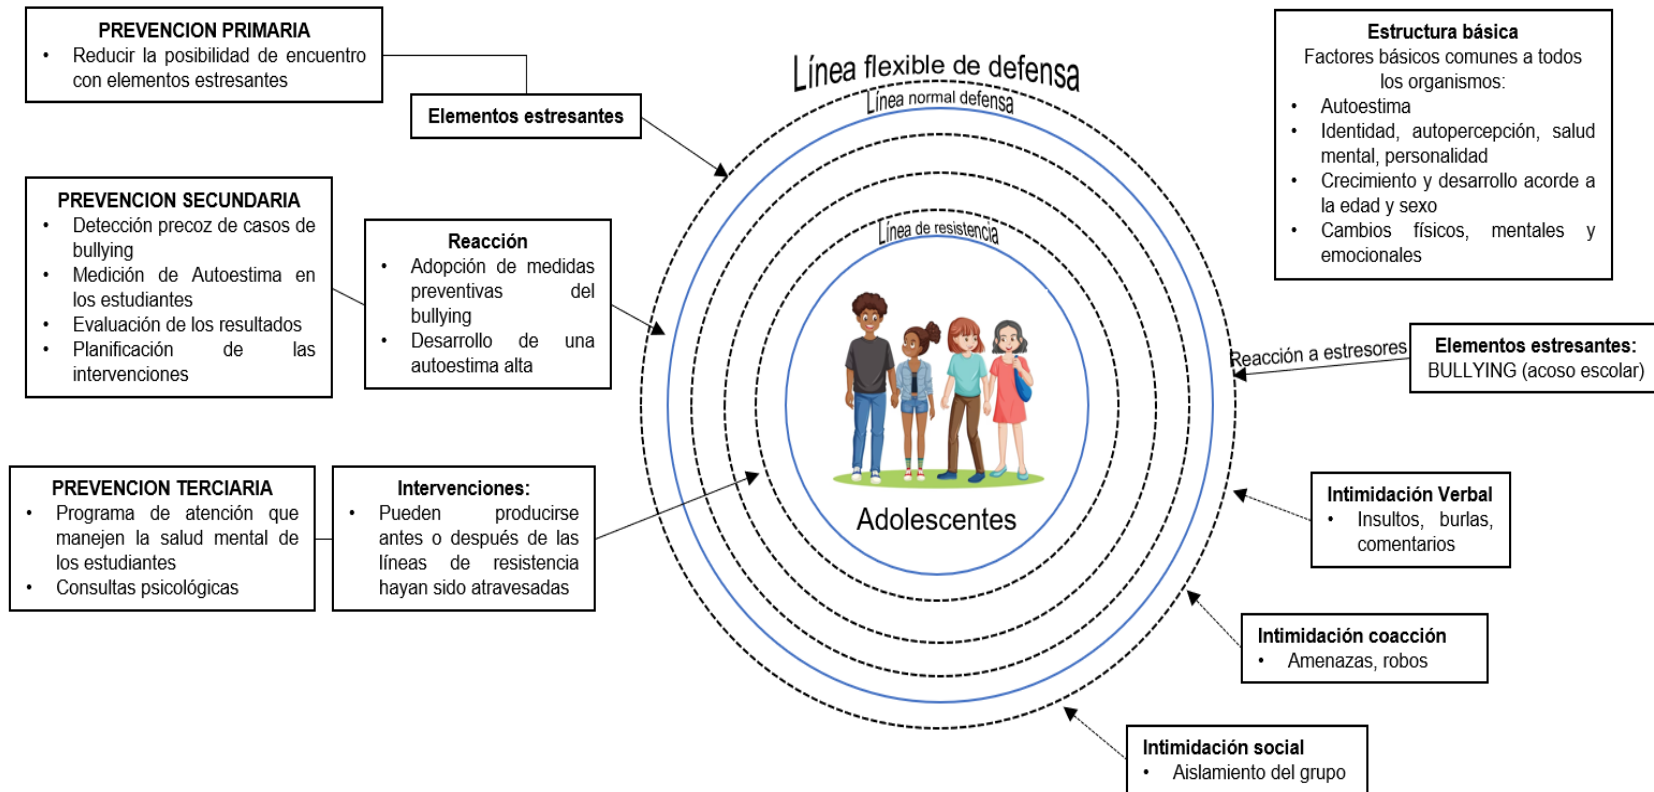 PREVENCION PRIMARIA
• Reducir la posibilidad de encuentro
con elementos estresantes
Elementos estresantes
PREVENCION SECUNDARIA
• Detección precoz de casos de
bullying
• Medición de Autoestima en
los estudiantes
• Evaluación de los resultados
• Planificación de las
intervenciones
Reacción
• Adopción de medidas
preventivas del
bullying
• Desarrollo de una
autoestima alta
PREVENCION TERCIARIA
• Programa de atención que
manejen la salud mental de
los estudiantes
• Consultas psicológicas
Intervenciones:
• Pueden producirse
antes o después de las
líneas de resistencia
hayan sido atravesadas
Línea flexible de defensa
Línea normal defensa
Línea de resistencia
Adolescentes
Estructura básica
Factores básicos comunes a todos
los organismos:
• Autoestima
• Identidad, autopercepción, salud
mental, personalidad
• Crecimiento y desarrollo acorde a
la edad y sexo
• Cambios físicos, mentales y
emocionales
Reacción a estresores
Elementos estresantes:
BULLYING (acoso escolar)
Intimidación Verbal
• Insultos, burlas,
comentarios
Intimidación coacción
• Amenazas, robos
Intimidación social
• Aislamiento del grupo